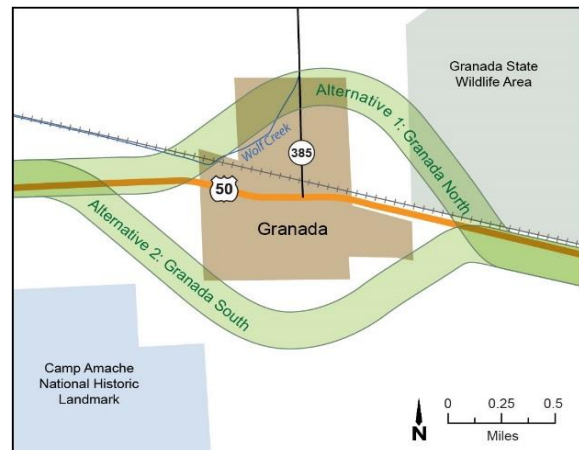 Granada State
Wildlife Area
Alternative 1: Granada North
Wolf Creek
385
50
Granada
Alternative 2: Granada South
Camp Amache
National Historic
Landmark
N
0 0.25 0.5
Miles